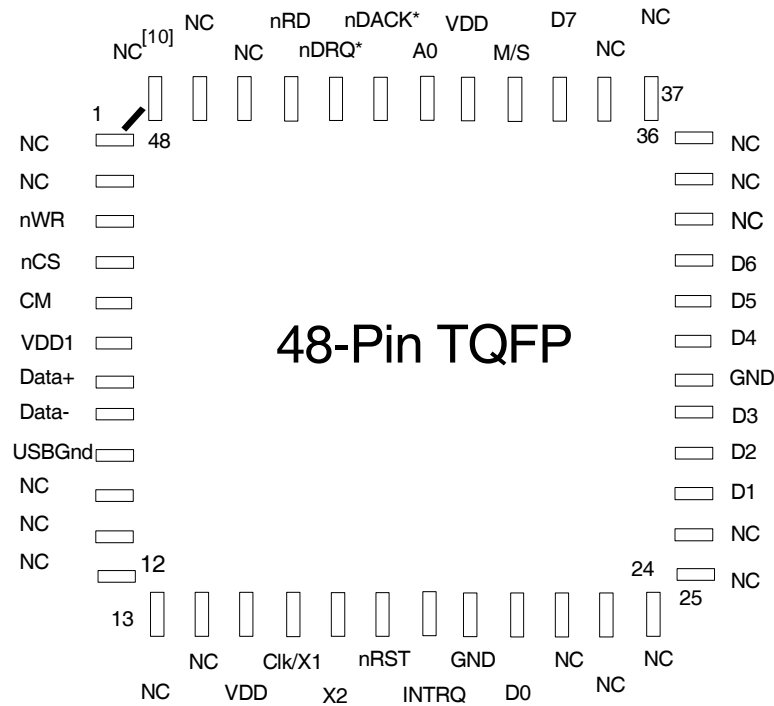 nRD nDACK* VDD D7 NC
NC
NC[10] NC nDRQ* A0 M/S NC
1 37
48 36
NC NC
NC NC
nWR NC
nCS D6
CM D5
VDD1 D4
48-Pin TQFP
Data+ GND
Data- D3
USBGnd D2
NC D1
NC NC
NC 12 24 NC
13 25
NC Clk/X1 nRST GND NC NC
NC VDD X2 INTRQ D0 NC